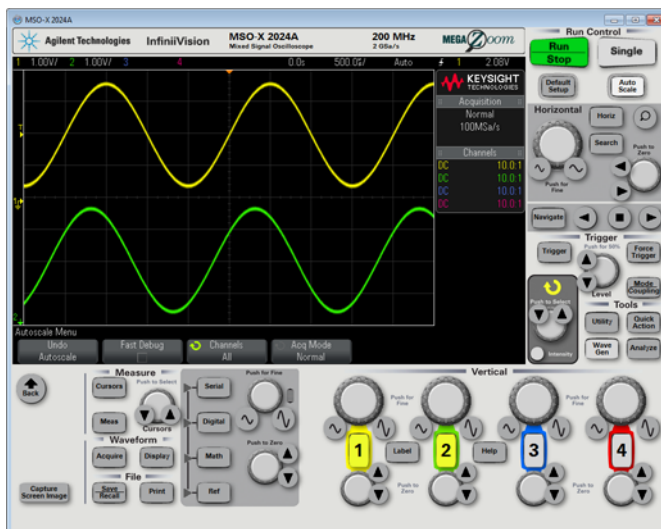 MSO-X 2024A
Agilent Technologies InfiniiVision MSO-X 2024A 200 MHz MEGA Zoom
Mixed Signal Oscilloscope 2 GSa/s
1 1.00V/ 2 1.00V/ 3 4 0.0s 500.0%/ Auto 1 2.08V
KEYSIGHT
TECHNOLOGIES
Acquisition
Normal
100MSa/s
Channels
DC 10.0:1
DC 10.0:1
DC 10.0:1
DC 10.0:1
T
1
2
Autoscale Menu
Undo
Autoscale
Fast Debug
Channels
All
Acq Mode
Normal
Run Control
Run
Stop
Single
Default
Setup
Auto
Scale
Horizontal
Horiz
Search
Push to
Zero
Push for
Fine
Navigate
Trigger
Push for 50%
Trigger
Force
Trigger
Level
Mode
Coupling
Push to Select
Intensity
Tools
Utility
Quick
Action
Wave
Gen
Analyze
Back
Measure
Cursors
Push to Select
Meas
Cursors
Waveform
Acquire
Display
File
Save
Recall
Print
Capture
Screen Image
Serial
Digital
Math
Ref
Push for Fine
Push to Zero
Vertical
Push for
Fine
Push for
Fine
1
Label
2
Help
3
4
Push to
Zero
Push to
Zero